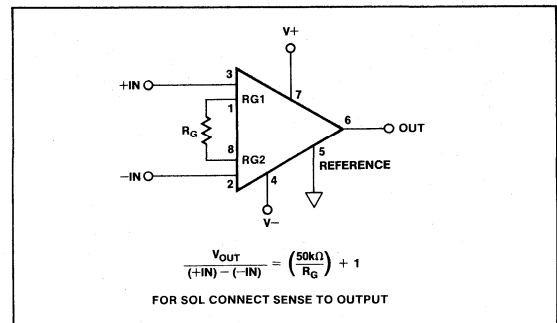 V+
3
+IN
7
RG1
1
6
RG
OUT
5
8
RG2
REFERENCE
4
−IN
2
V−
VOUT / (+IN) − (−IN) = (50kΩ / RG) + 1
FOR SOL CONNECT SENSE TO OUTPUT